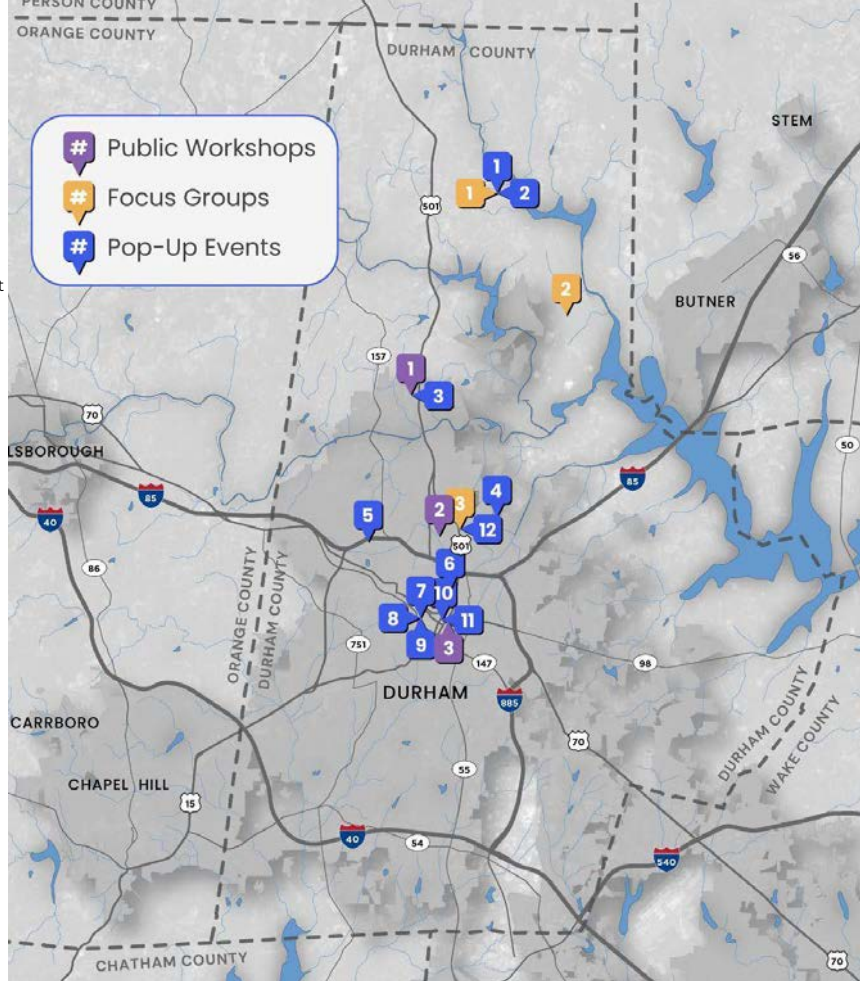 PERSON COUNTY
ORANGE COUNTY
DURHAM COUNTY
STEM
# Public Workshops
# Focus Groups
# Pop-Up Events
1
1
2
501
56
t
2
BUTNER
157
1
3
70
LSBOROUGH
50
85
85
40
4
5
2
3
12
501
86
6
7
10
8
11
9
3
ORANGE COUNTY
DURHAM COUNTY
751
147
98
DURHAM
885
CARRBORO
70
DURHAM COUNTY
WAKE COUNTY
55
CHAPEL HILL
15
40
54
540
CHATHAM COUNTY
70